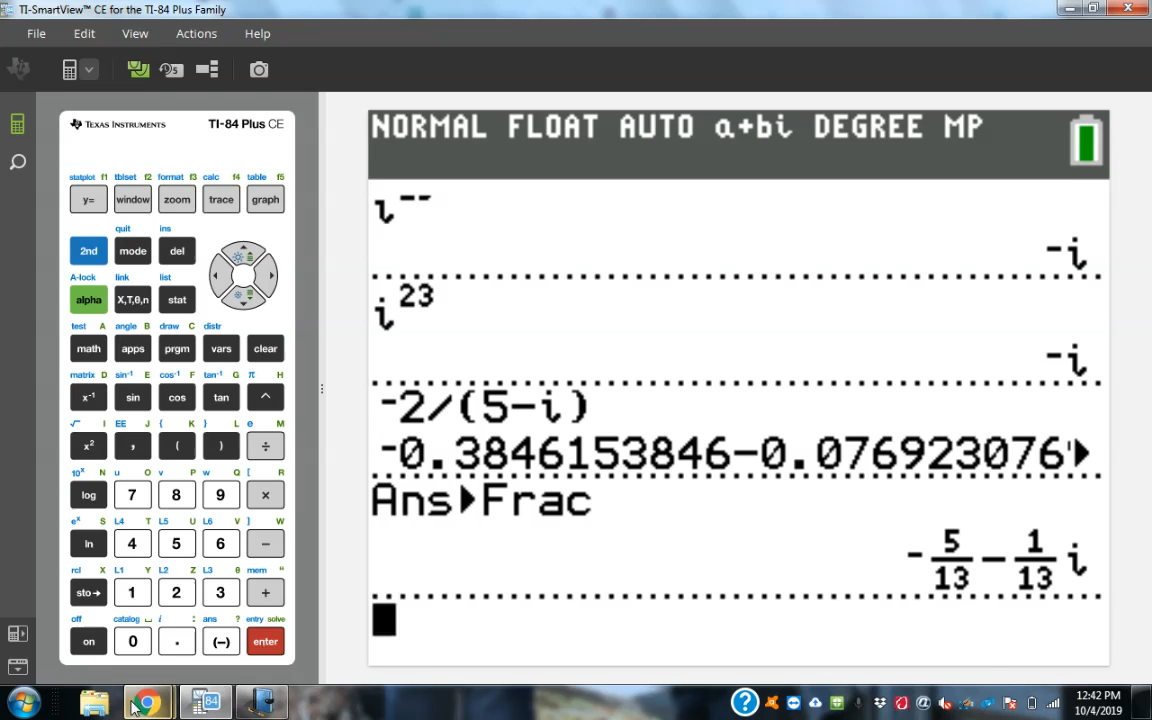 TI-SmartView™ CE for the TI-84 Plus Family
File Edit View Actions Help
TEXAS INSTRUMENTS TI-84 Plus CE
statplot f1 tblset f2 format f3 calc f4 table f5
y= window zoom trace graph
quit ins
2nd mode del
A-lock link list
alpha X,T,θ,n stat
test A angle B draw C distr
math apps prgm vars clear
matrix D sin⁻¹ E cos⁻¹ F tan⁻¹ G π H
x⁻¹ sin cos tan ^
√ I EE J { K } L e M
x² , ( ) ÷
10ˣ N u O v P w Q [ R
log 7 8 9 ×
eˣ S L4 T L5 U L6 V ] W
ln 4 5 6 −
rcl X L1 Y L2 Z L3 θ mem "
sto→ 1 2 3 +
off catalog ⎵ i : ans ? entry solve
on 0 . (−) enter
NORMAL FLOAT AUTO a+bi DEGREE MP
-i
i²³
-i
-2/(5-i)
-0.3846153846-0.076923076
Ans▸Frac
-5/13-1/13 i
84
12:42 PM
10/4/2019